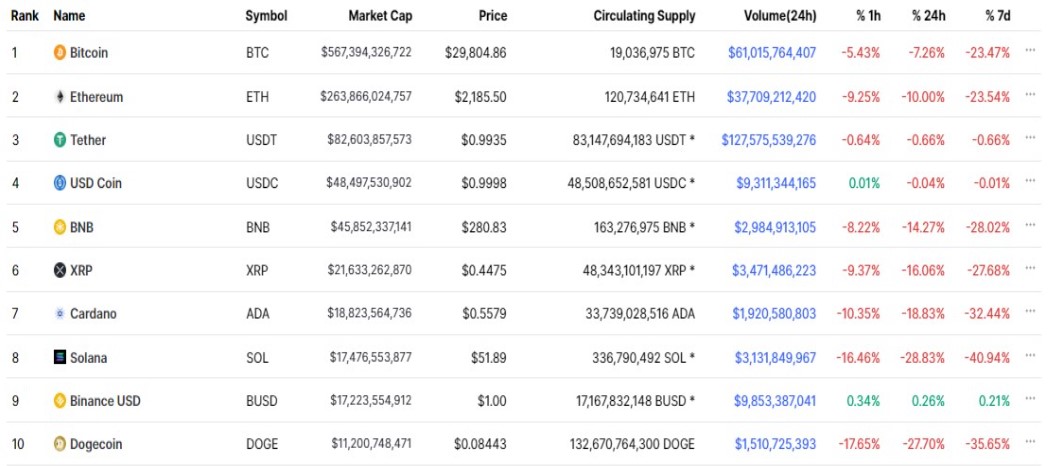 Rank Name Symbol Market Cap Price Circulating Supply Volume(24h) % 1h % 24h % 7d
1 Bitcoin BTC $567,394,326,722 $29,804.86 19,036,975 BTC $61,015,764,407 -5.43% -7.26% -23.47% ...
2 Ethereum ETH $263,866,024,757 $2,185.50 120,734,641 ETH $37,709,212,420 -9.25% -10.00% -23.54% ...
3 Tether USDT $82,603,857,573 $0.9935 83,147,694,183 USDT * $127,575,539,276 -0.64% -0.66% -0.66% ...
4 USD Coin USDC $48,497,530,902 $0.9998 48,508,652,581 USDC * $9,311,344,165 0.01% -0.04% -0.01% ...
5 BNB BNB $45,852,337,141 $280.83 163,276,975 BNB * $2,984,913,105 -8.22% -14.27% -28.02% ...
6 XRP XRP $21,633,262,870 $0.4475 48,343,101,197 XRP * $3,471,486,223 -9.37% -16.06% -27.68% ...
7 Cardano ADA $18,823,564,736 $0.5579 33,739,028,516 ADA $1,920,580,803 -10.35% -18.83% -32.44% ...
8 Solana SOL $17,476,553,877 $51.89 336,790,492 SOL * $3,131,849,967 -16.46% -28.83% -40.94% ...
9 Binance USD BUSD $17,223,554,912 $1.00 17,167,832,148 BUSD * $9,853,387,041 0.34% 0.26% 0.21% ...
10 Dogecoin DOGE $11,200,748,471 $0.08443 132,670,764,300 DOGE $1,510,725,393 -17.65% -27.70% -35.65% ...